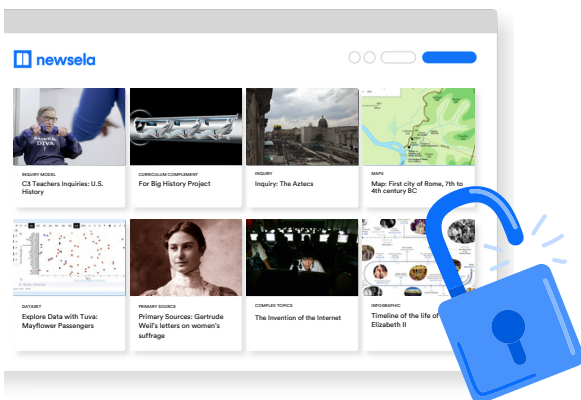 newsela
SUPER
DIVA
INQUIRY MODEL
C3 Teachers Inquiries: U.S.
History
CURRICULUM COMPLEMENT
For Big History Project
INQUIRY
Inquiry: The Aztecs
MAPS
Map: First city of Rome, 7th to
4th century BC
DATASET
Explore Data with Tuva:
Mayflower Passengers
PRIMARY SOURCE
Primary Sources: Gertrude
Weil's letters on women's
suffrage
COMPLEX TOPICS
The Invention of the Internet
INFOGRAPHIC
Timeline of the life of
Elizabeth II